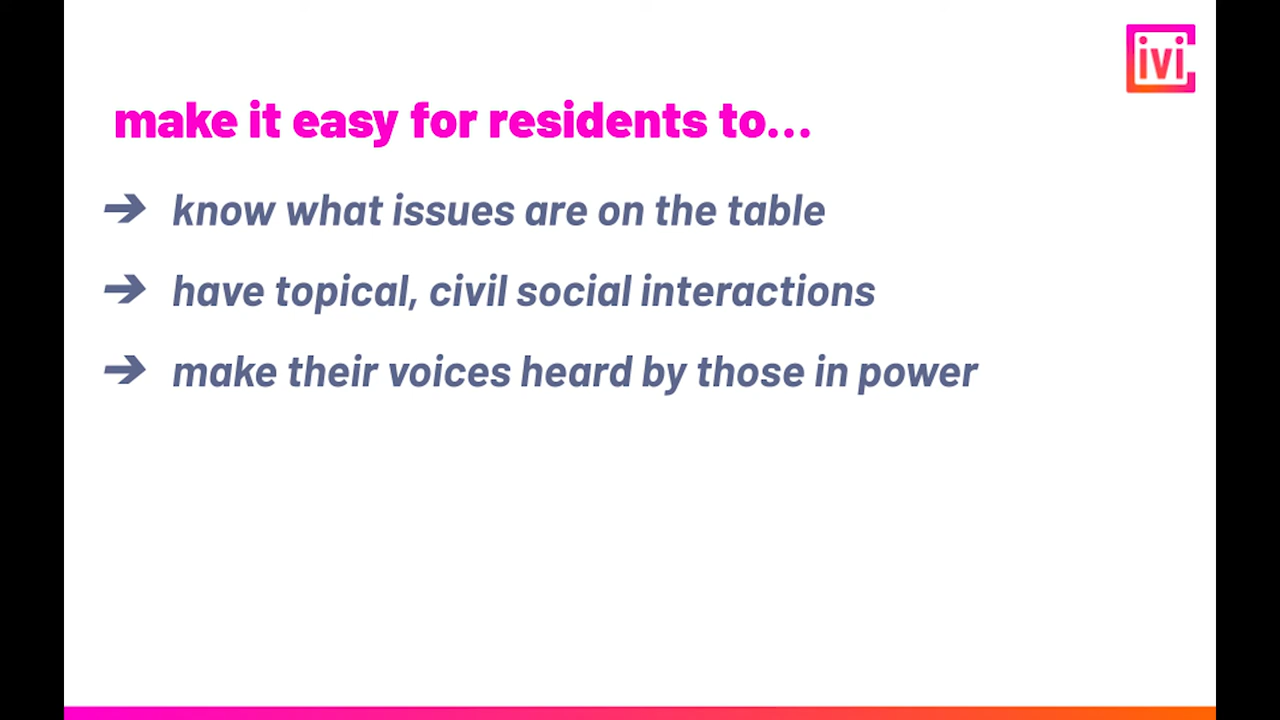 ivi
make it easy for residents to...
➔ know what issues are on the table
➔ have topical, civil social interactions
➔ make their voices heard by those in power